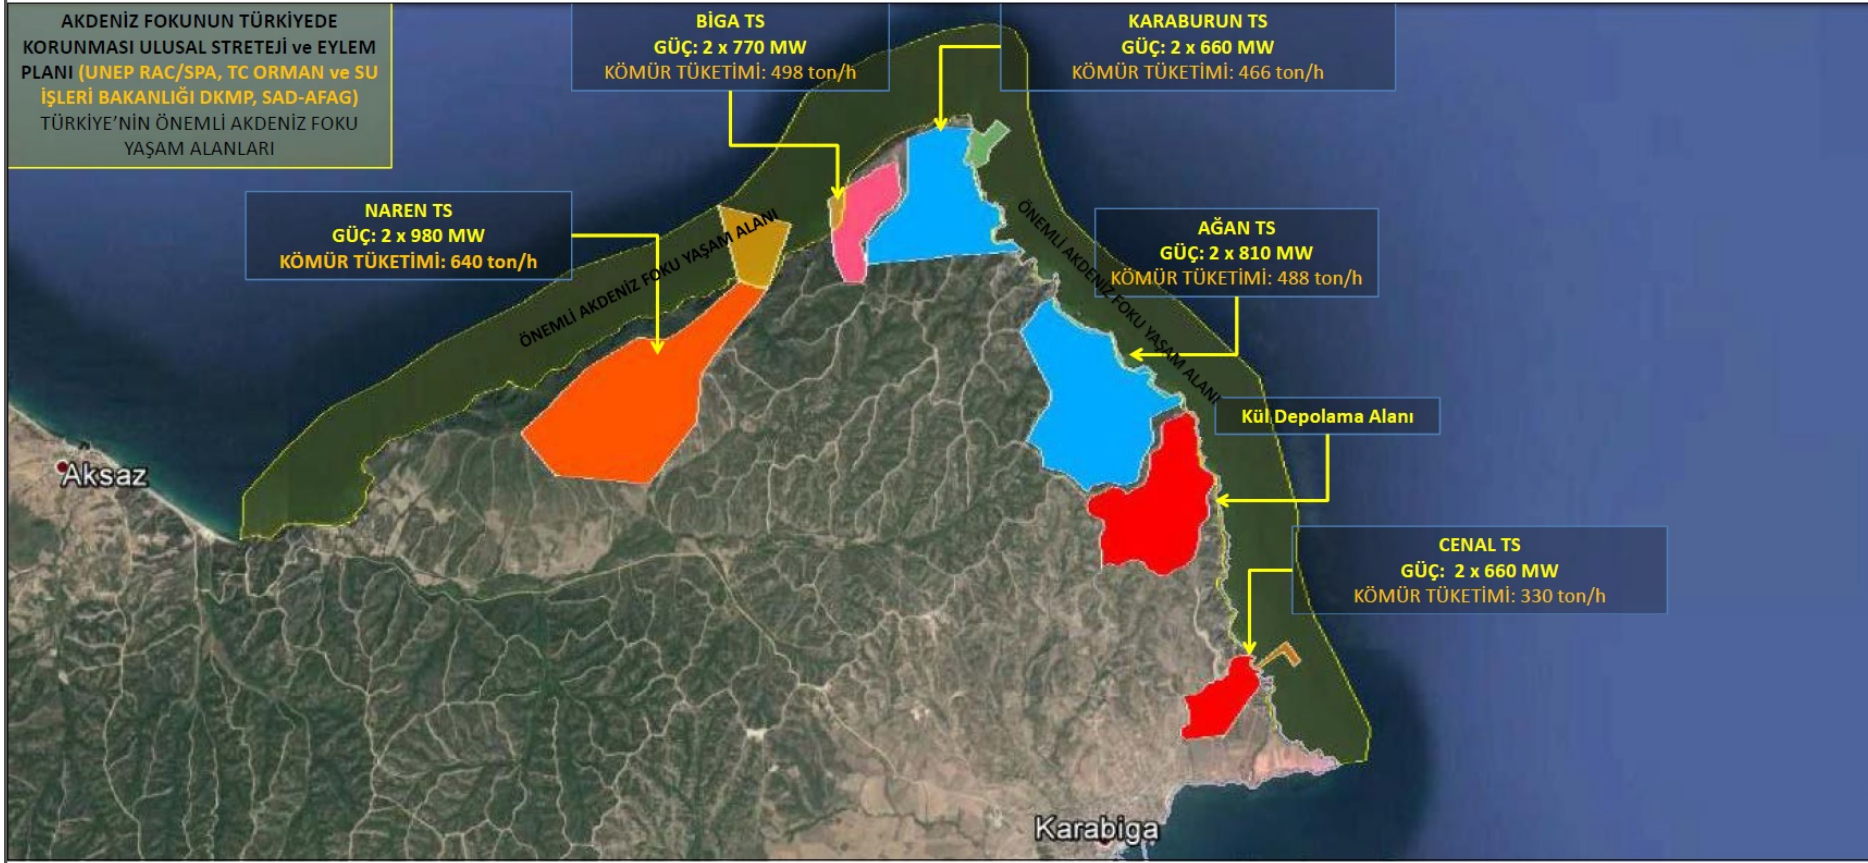 AKDENİZ FOKUNUN TÜRKİYEDE
KORUNMASI ULUSAL STRETEJİ ve EYLEM
PLANI (UNEP RAC/SPA, TC ORMAN ve SU
İŞLERİ BAKANLIĞI DKMP, SAD-AFAG)
TÜRKİYE’NİN ÖNEMLİ AKDENİZ FOKU
YAŞAM ALANLARI
BİGA TS
GÜÇ: 2 x 770 MW
KÖMÜR TÜKETİMİ: 498 ton/h
KARABURUN TS
GÜÇ: 2 x 660 MW
KÖMÜR TÜKETİMİ: 466 ton/h
NAREN TS
GÜÇ: 2 x 980 MW
KÖMÜR TÜKETİMİ: 640 ton/h
AĞAN TS
GÜÇ: 2 x 810 MW
KÖMÜR TÜKETİMİ: 488 ton/h
ÖNEMLİ AKDENİZ FOKU YAŞAM ALANI
ÖNEMLİ AKDENİZ FOKU YAŞAM ALANI
Kül Depolama Alanı
Aksaz
CENAL TS
GÜÇ: 2 x 660 MW
KÖMÜR TÜKETİMİ: 330 ton/h
Karabiga